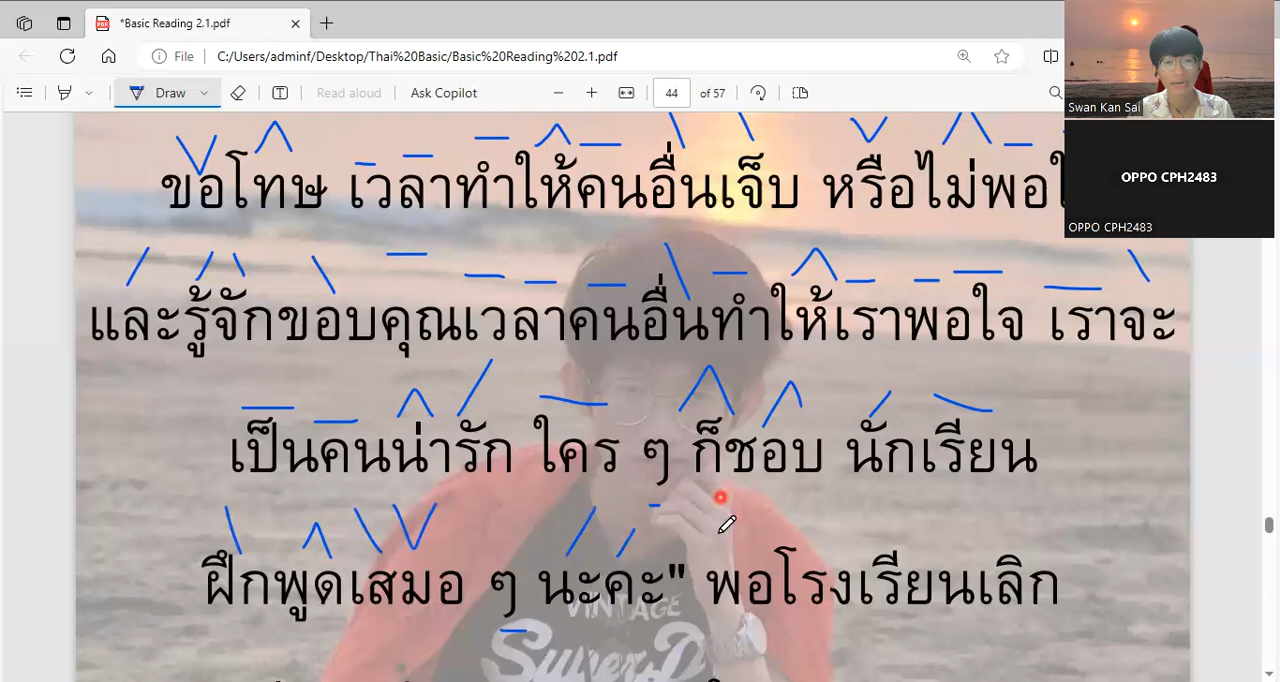 *Basic Reading 2.1.pdf
File
C:/Users/adminf/Desktop/Thai%20Basic/Basic%20Reading%202.1.pdf
Draw
Read aloud
Ask Copilot
44 of 57
Swan Kan Sai
OPPO CPH2483
OPPO CPH2483
ขอโทษ เวลาทำให้คนอื่นเจ็บ หรือไม่พอใ
และรู้จักขอบคุณเวลาคนอื่นทำให้เราพอใจ เราจะ
เป็นคนน่ารัก ใคร ๆ ก็ชอบ นักเรียน
ฝึกพูดเสมอ ๆ นะคะ" พอโรงเรียนเลิก
VINTAGE
Super D